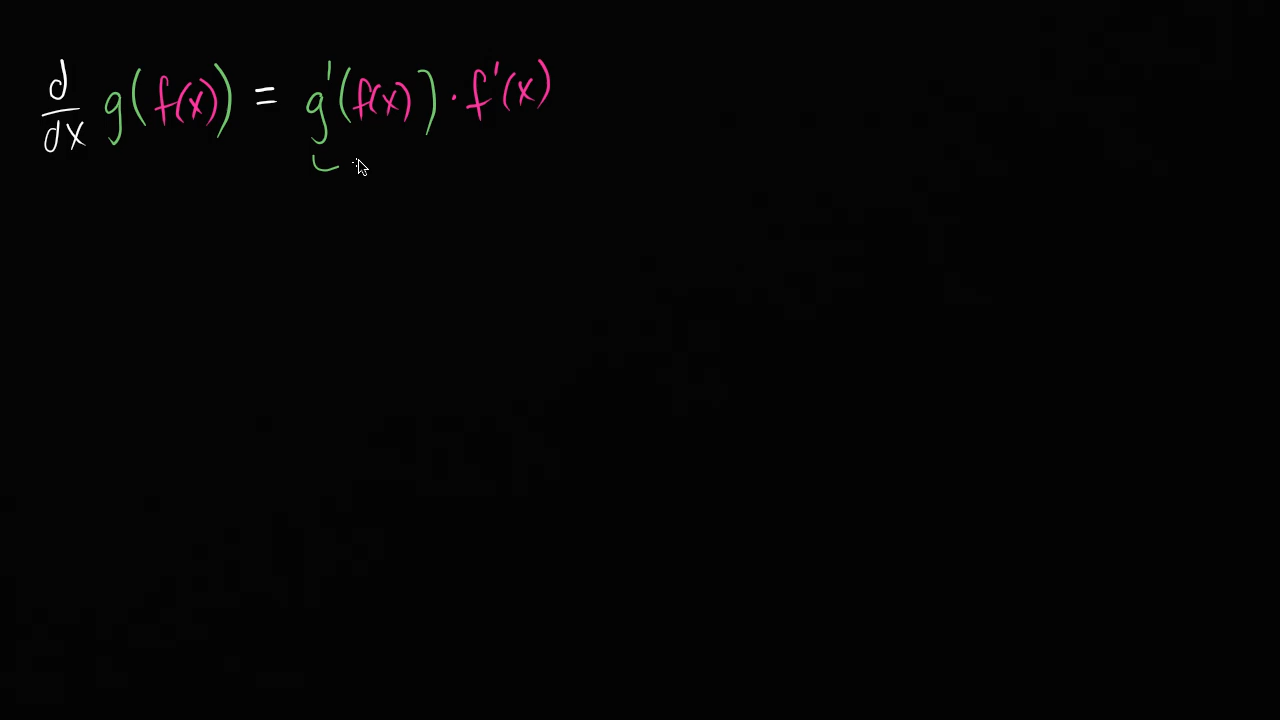 d/dx g(f(x)) = g'(f(x)) · f'(x)